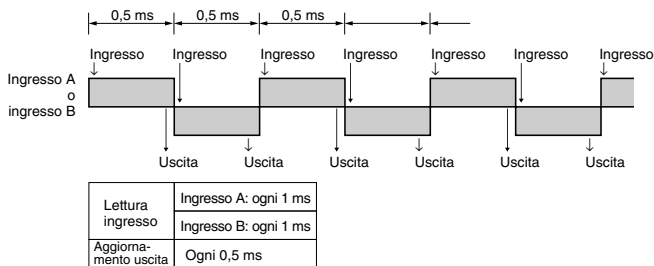 0,5 ms 0,5 ms 0,5 ms
Ingresso Ingresso Ingresso Ingresso Ingresso Ingresso Ingresso
Ingresso A
o
ingresso B
Uscita Uscita Uscita Uscita Uscita Uscita
Lettura
ingresso
Ingresso A: ogni 1 ms
Ingresso B: ogni 1 ms
Aggiorna-
mento uscita
Ogni 0,5 ms